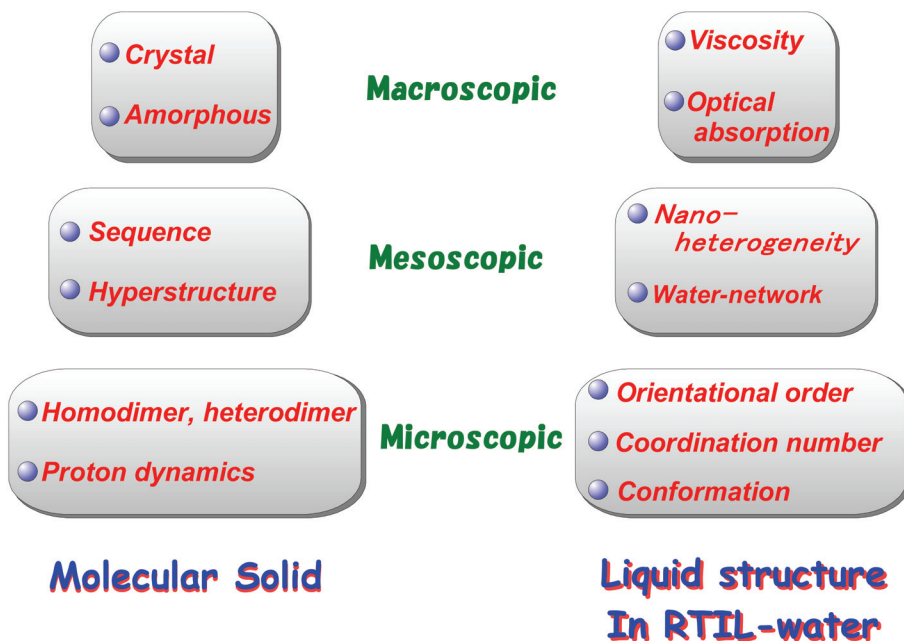 Crystal
Amorphous
Macroscopic
Viscosity
Optical
absorption
Sequence
Hyperstructure
Mesoscopic
Nano-
heterogeneity
Water-network
Homodimer, heterodimer
Proton dynamics
Microscopic
Orientational order
Coordination number
Conformation
Molecular Solid
Liquid structure
In RTIL-water